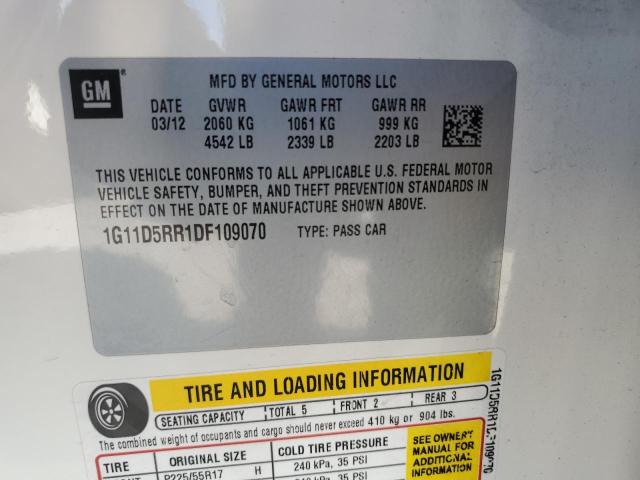 GM
MFD BY GENERAL MOTORS LLC
DATE GVWR GAWR FRT GAWR RR
03/12 2060 KG 1061 KG 999 KG
4542 LB 2339 LB 2203 LB
THIS VEHICLE CONFORMS TO ALL APPLICABLE U.S. FEDERAL MOTOR
VEHICLE SAFETY, BUMPER, AND THEFT PREVENTION STANDARDS IN
EFFECT ON THE DATE OF MANUFACTURE SHOWN ABOVE.
1G11D5RR1DF109070 TYPE: PASS CAR
TIRE AND LOADING INFORMATION
SEATING CAPACITY TOTAL 5 FRONT 2 REAR 3
The combined weight of occupants and cargo should never exceed 410 kg or 904 lbs.
TIRE ORIGINAL SIZE COLD TIRE PRESSURE
P225/55R17 H 240 kPa, 35 PSI
SEE OWNER'S
MANUAL FOR
ADDITIONAL
INFORMATION